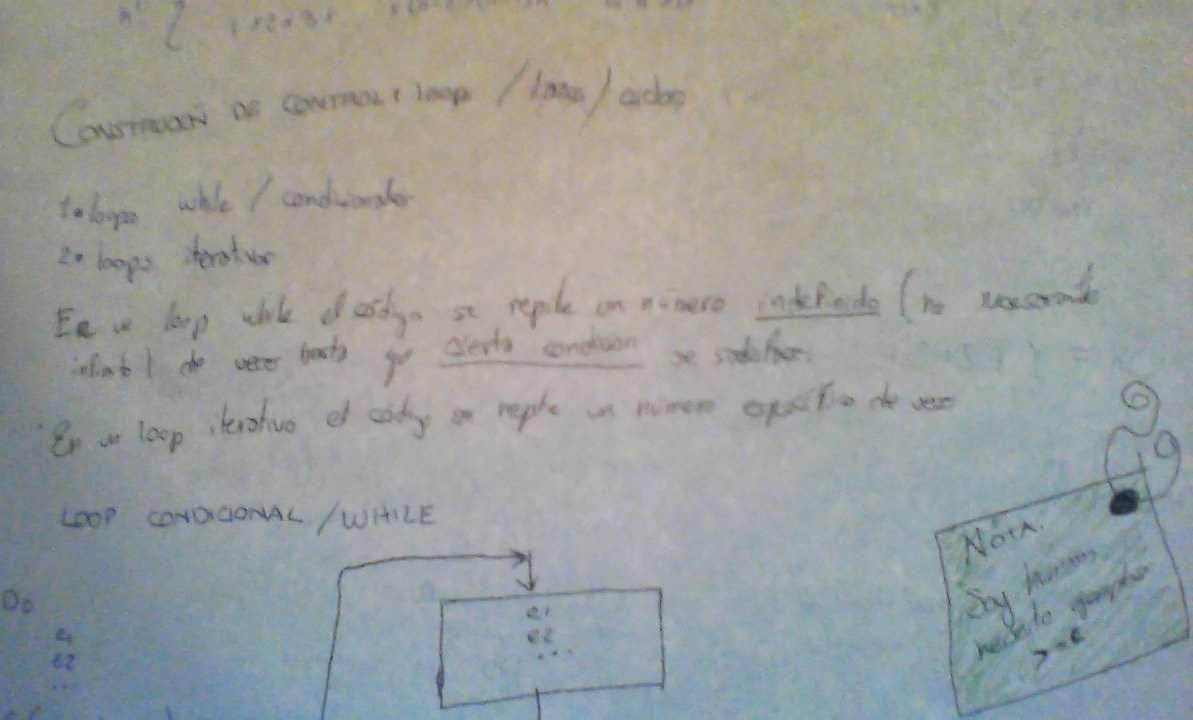 CONSTRUCCIÓN DE CONTROL: loop / lazos / ciclos
1. loops while / condicionales
2. loops iterativos
En un loop while el código se repite un número indefinido (no necesariamente
infinito) de veces hasta que cierta condición se satisface.
En un loop iterativo el código se repite un número específico de veces
LOOP CONDICIONAL / WHILE
Do
e1
e2
...
e1
e2
...
NOTA:
Soy humano
necesito ejemplos
>.<